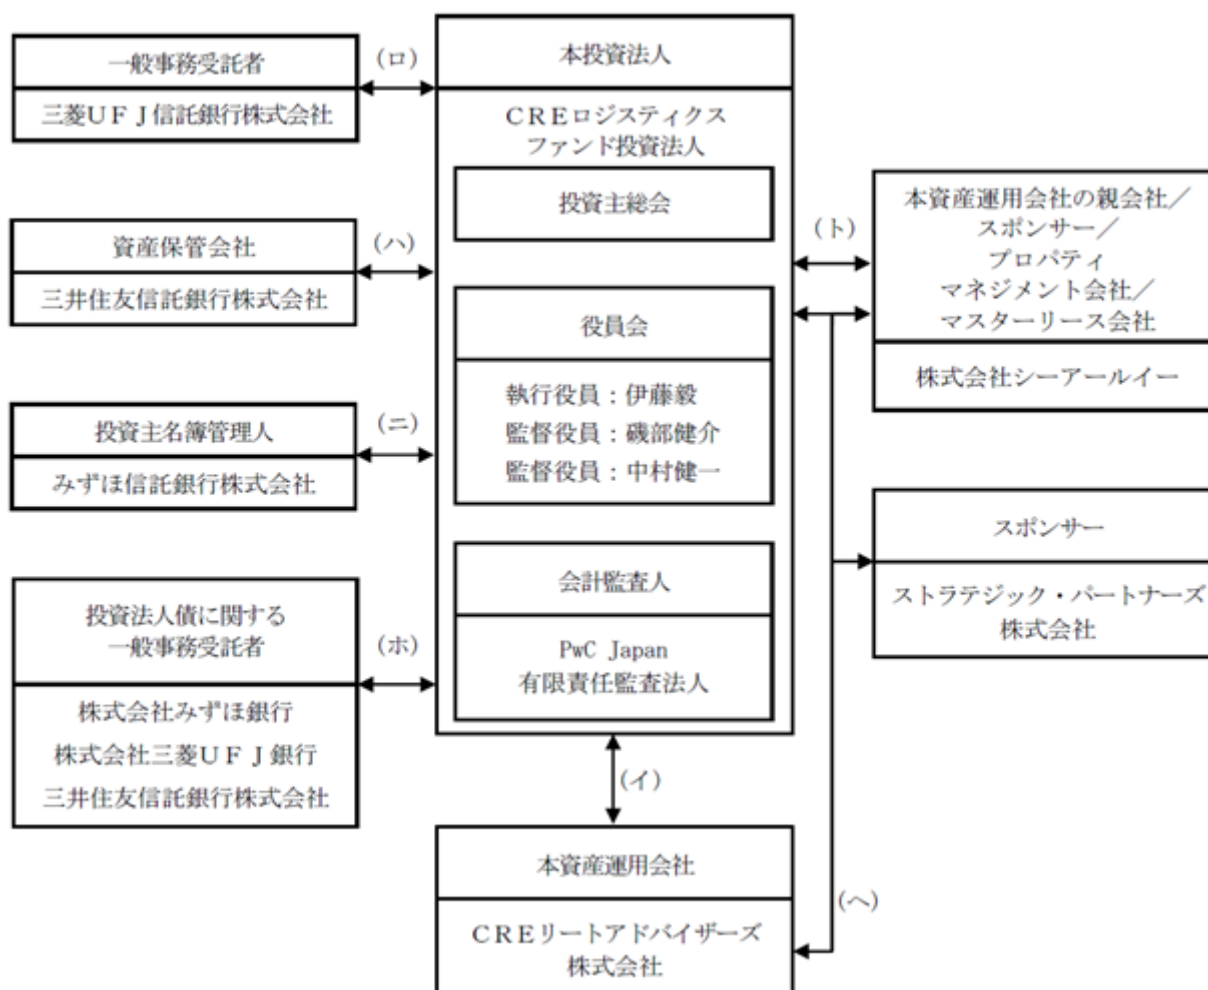 一般事務受託者
三菱UFJ信託銀行株式会社
(ロ)
資産保管会社
三井住友信託銀行株式会社
(ハ)
投資主名簿管理人
みずほ信託銀行株式会社
(ニ)
投資法人債に関する
一般事務受託者
株式会社みずほ銀行
株式会社三菱UFJ銀行
三井住友信託銀行株式会社
(ホ)
本投資法人
CREロジスティクス
ファンド投資法人
投資主総会
役員会
執行役員:伊藤毅
監督役員:磯部健介
監督役員:中村健一
会計監査人
PwC Japan
有限責任監査法人
(イ)
本資産運用会社
CREリートアドバイザーズ
株式会社
(ト)
本資産運用会社の親会社/
スポンサー/
プロパティ
マネジメント会社/
マスターリース会社
株式会社シーアールイー
スポンサー
ストラテジック・パートナーズ
株式会社
(ヘ)